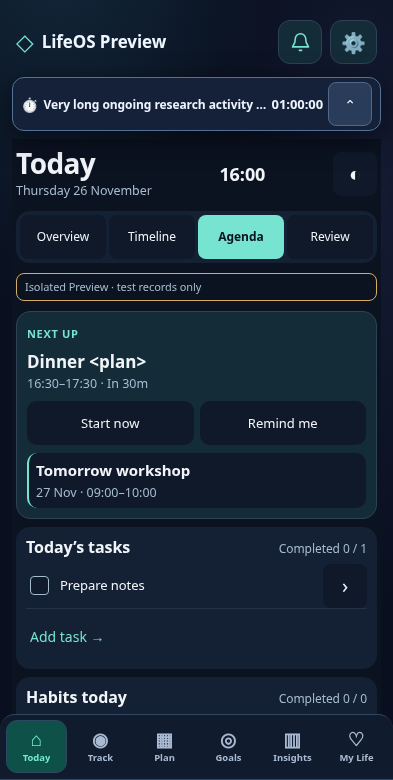 LifeOS Preview
Very long ongoing research activity ... 01:00:00
Today
Thursday 26 November
16:00
Overview Timeline Agenda Review
Isolated Preview · test records only
NEXT UP
Dinner <plan>
16:30–17:30 · In 30m
Start now Remind me
Tomorrow workshop
27 Nov · 09:00–10:00
Today’s tasks Completed 0 / 1
Prepare notes
Add task →
Habits today Completed 0 / 0
Today Track Plan Goals Insights My Life